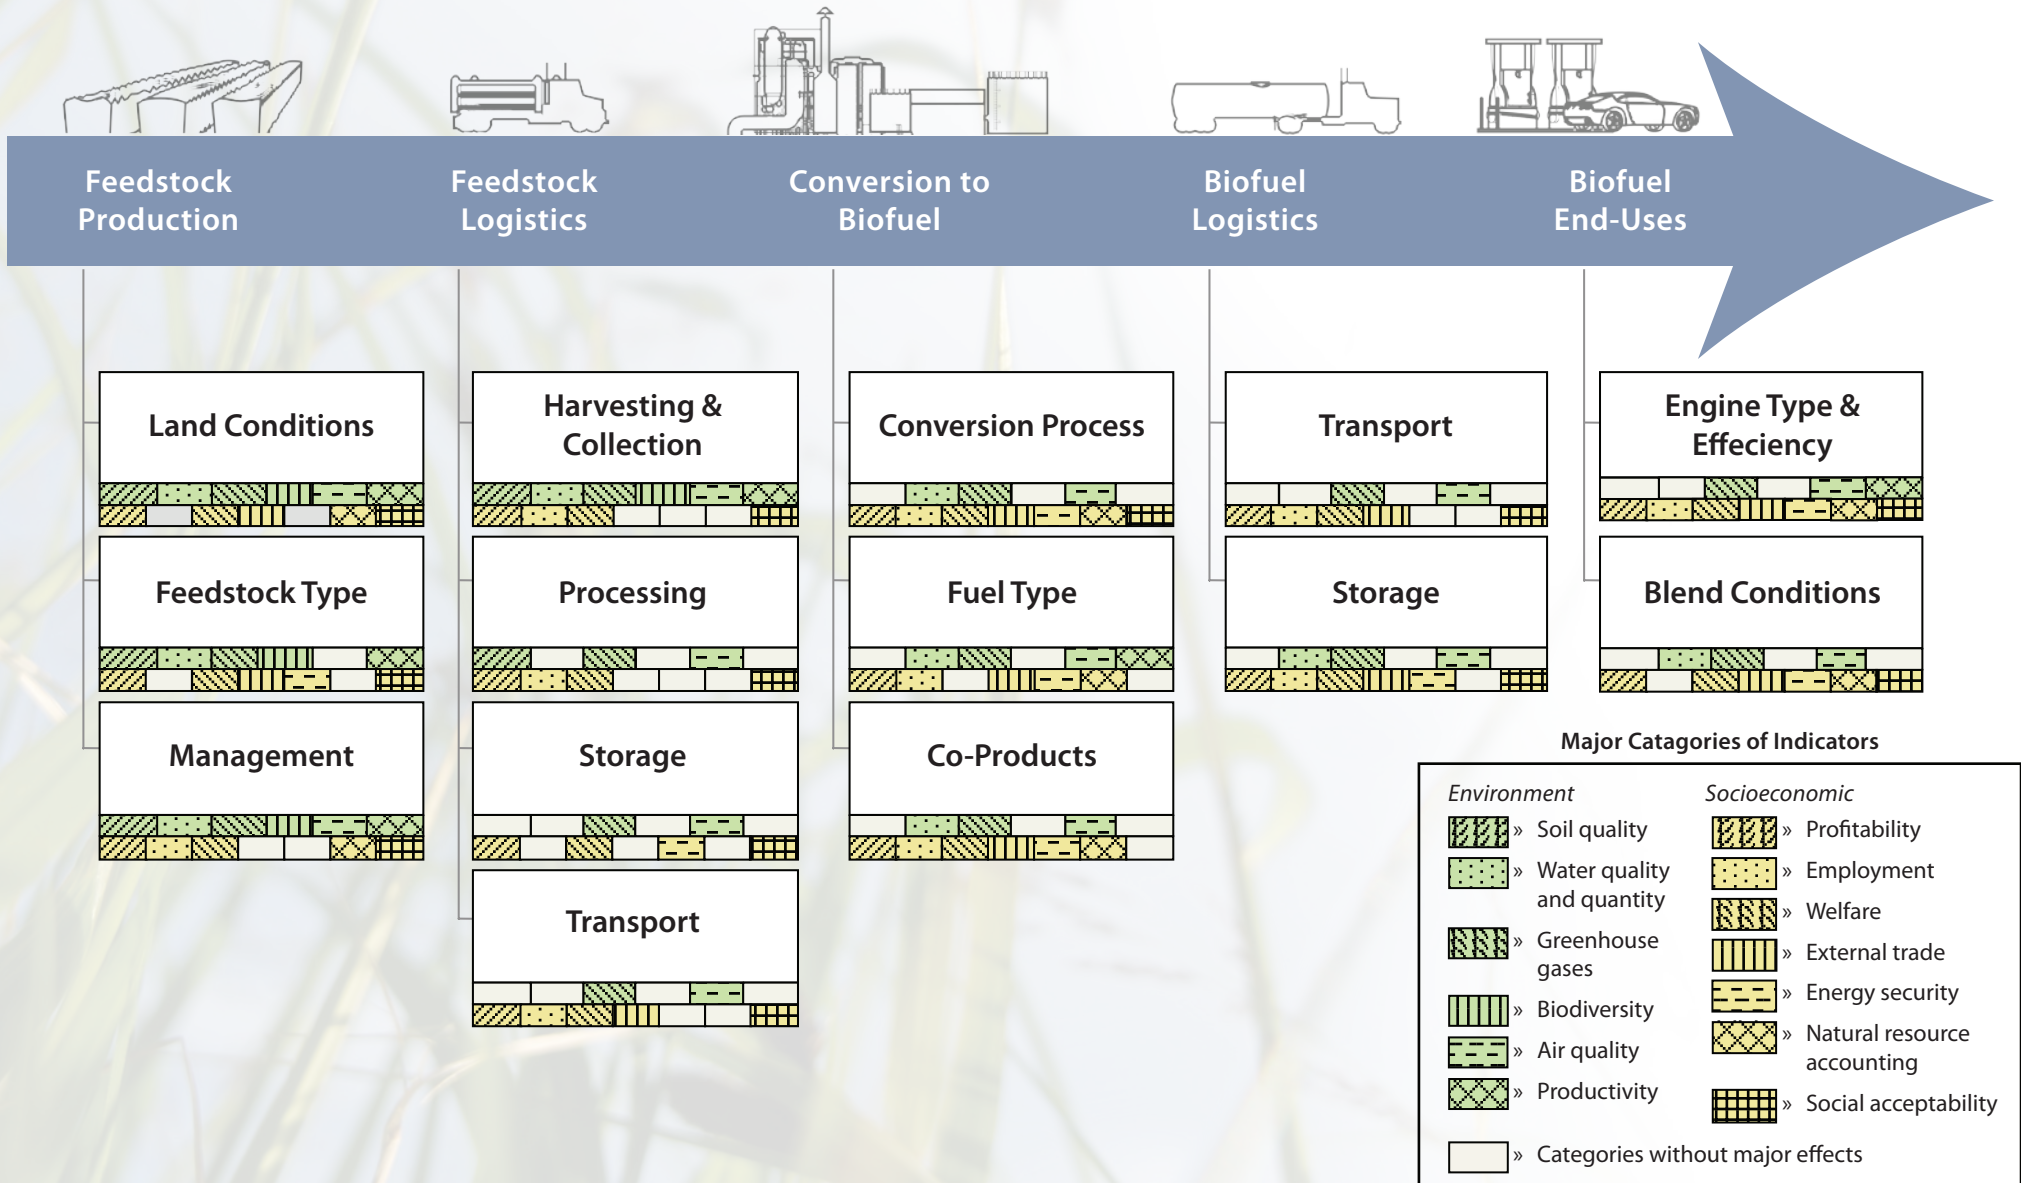 Feedstock
Production
Feedstock
Logistics
Conversion to
Biofuel
Biofuel
Logistics
Biofuel
End-Uses
Land Conditions
Feedstock Type
Management
Harvesting &
Collection
Processing
Storage
Transport
Conversion Process
Fuel Type
Co-Products
Transport
Storage
Engine Type &
Effeciency
Blend Conditions
Major Catagories of Indicators
Environment
» Soil quality
» Water quality
and quantity
» Greenhouse
gases
» Biodiversity
» Air quality
» Productivity
Socioeconomic
» Profitability
» Employment
» Welfare
» External trade
» Energy security
» Natural resource
accounting
» Social acceptability
» Categories without major effects